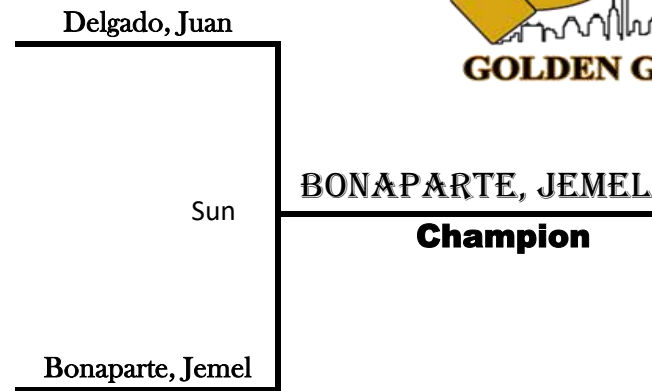 Delgado, Juan
GOLDEN G
BONAPARTE, JEMEL
Sun
Champion
Bonaparte, Jemel